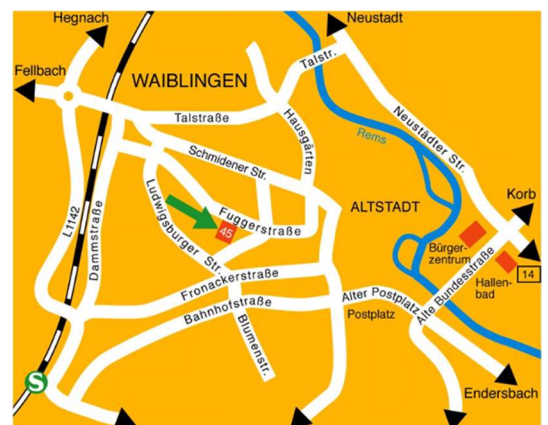 Hegnach
Neustadt
Fellbach
WAIBLINGEN
Talstr.
Talstraße
Hausgärten
Rems
Neustädter Str.
Schmidener Str.
Ludwigsburger Str.
L1142
Dammstraße
Fuggerstraße
45
ALTSTADT
Korb
Bürger-
zentrum
Hallen-
bad
14
Alte Bundesstraße
Fronackerstraße
Bahnhofstraße
Alter Postplatz
Postplatz
Blumenstr.
S
Endersbach